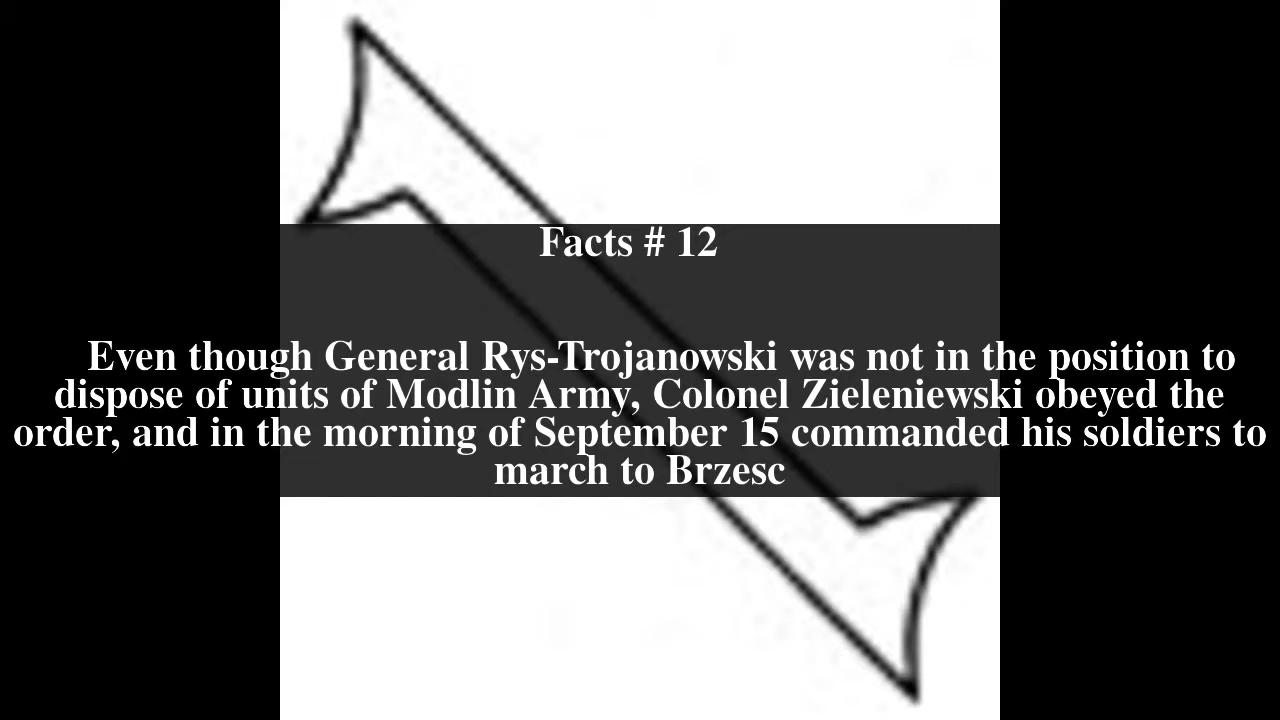 Facts # 12
Even though General Rys-Trojanowski was not in the position to
dispose of units of Modlin Army, Colonel Zieleniewski obeyed the
order, and in the morning of September 15 commanded his soldiers to
march to Brzesc